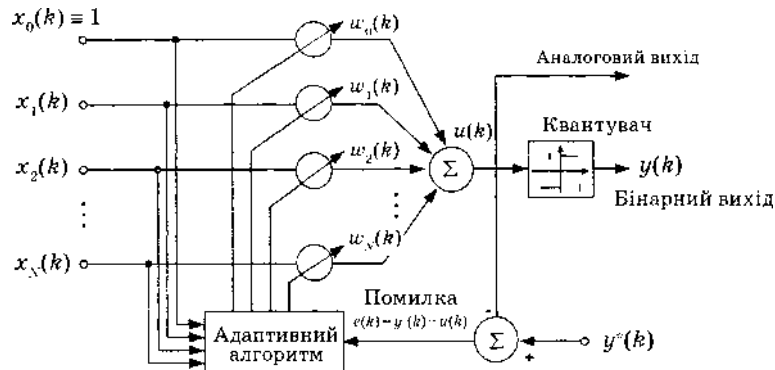 x₀(k) ≡ 1
w₀(k)
Аналоговий вихід
x₁(k)
w₁(k)
u(k)
Квантувач
x₂(k)
w₂(k)
Σ
y(k)
Бінарний вихід
x_N(k)
w_N(k)
Помилка
e(k) = y*(k) - u(k)
Адаптивний
алгоритм
Σ
y*(k)
+